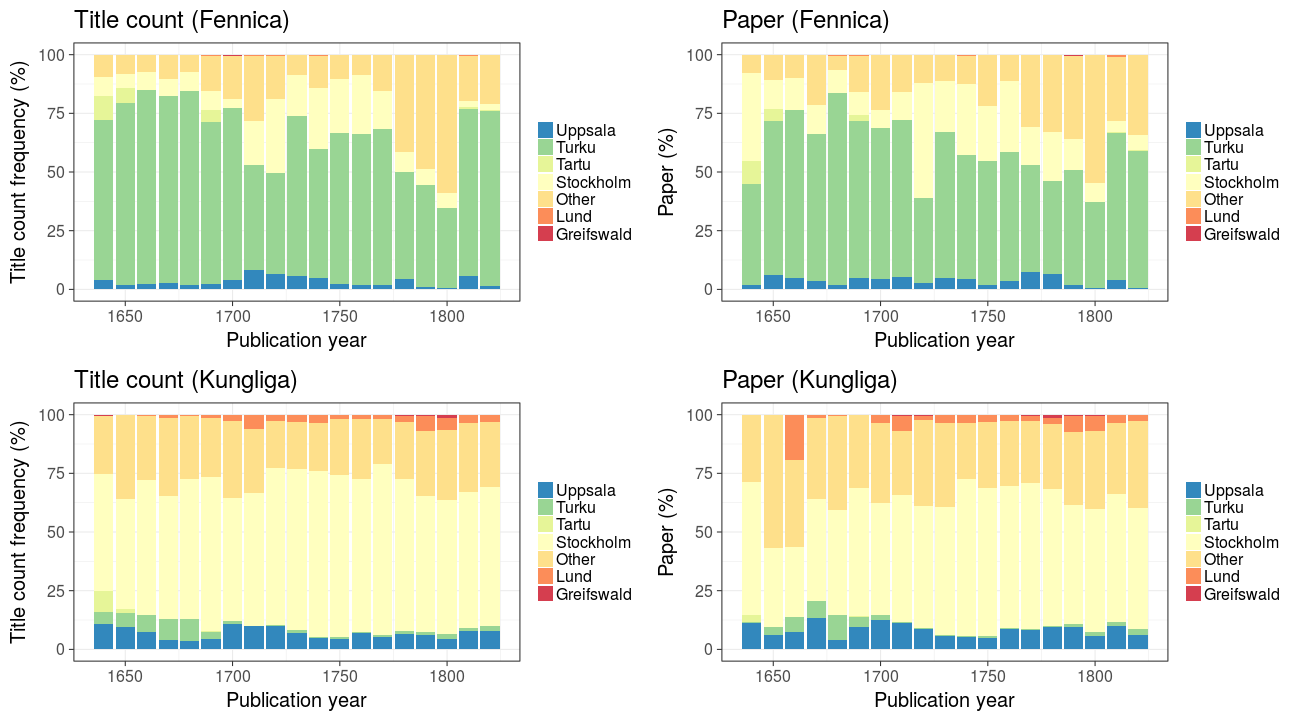 Title count (Fennica)
Title count frequency (%)
100
75
50
25
0
1650
1700
1750
1800
Publication year
Uppsala
Turku
Tartu
Stockholm
Other
Lund
Greifswald
Paper (Fennica)
Paper (%)
100
75
50
25
0
1650
1700
1750
1800
Publication year
Uppsala
Turku
Tartu
Stockholm
Other
Lund
Greifswald
Title count (Kungliga)
Title count frequency (%)
100
75
50
25
0
1650
1700
1750
1800
Publication year
Uppsala
Turku
Tartu
Stockholm
Other
Lund
Greifswald
Paper (Kungliga)
Paper (%)
100
75
50
25
0
1650
1700
1750
1800
Publication year
Uppsala
Turku
Tartu
Stockholm
Other
Lund
Greifswald